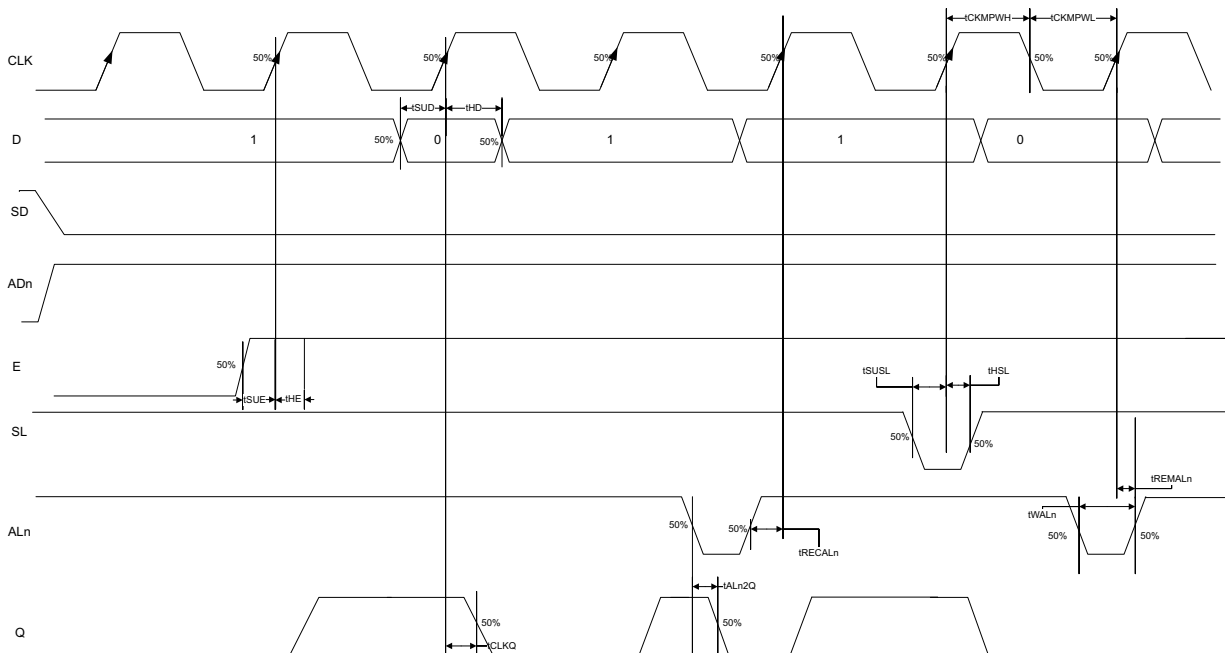 tCKMPWH tCKMPWL
CLK 50% 50% 50% 50% 50% 50%
tSUD tHD
D 1 50% 0 50% 1 1 0
SD
ADn
E 50%
tSUE tHE
tSUSL tHSL
SL 50% 50%
tREMALn
tWALn
ALn 50% 50% 50% 50%
tRECALn
tALn2Q
Q 50% 50%
tCLKQ